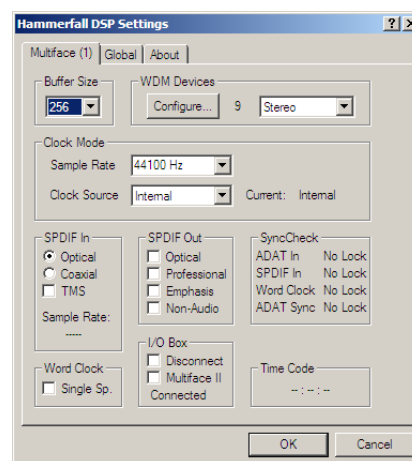 Hammerfall DSP Settings
Multiface (1) Global About
Buffer Size
256
WDM Devices
Configure... 9 Stereo
Clock Mode
Sample Rate 44100 Hz
Clock Source Internal Current: Internal
SPDIF In
Optical
Coaxial
TMS
Sample Rate:
-----
SPDIF Out
Optical
Professional
Emphasis
Non-Audio
SyncCheck
ADAT In No Lock
SPDIF In No Lock
Word Clock No Lock
ADAT Sync No Lock
Word Clock
Single Sp.
I/O Box
Disconnect
Multiface II
Connected
Time Code
-- : -- : --
OK Cancel